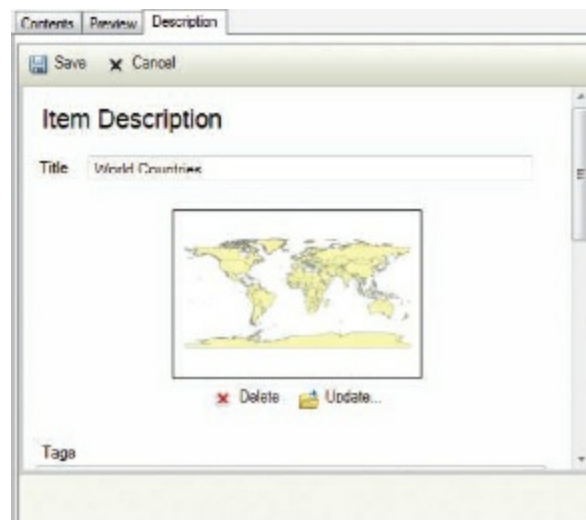 Contents Preview Description
Save Cancel
Item Description
Title World Countries
Delete Update...
Tags